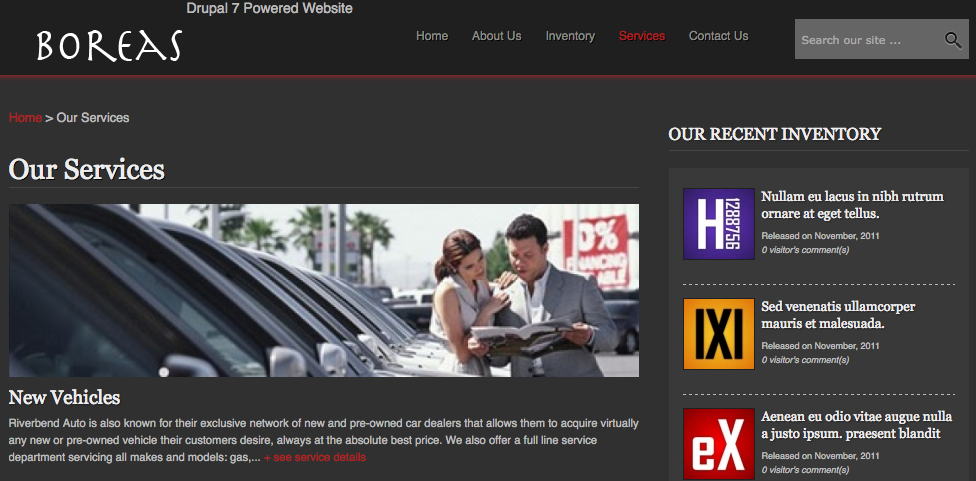 Drupal 7 Powered Website
BOREAS
Home About Us Inventory Services Contact Us
Search our site ...
Home > Our Services
Our Services
0%
FINANCING
New Vehicles
Riverbend Auto is also known for their exclusive network of new and pre-owned car dealers that allows them to acquire virtually
any new or pre-owned vehicle their customers desire, always at the absolute best price. We also offer a full line service
department servicing all makes and models: gas,... + see service details
OUR RECENT INVENTORY
H 1288756
Nullam eu lacus in nibh rutrum
ornare at eget tellus.
Released on November, 2011
0 visitor's comment(s)
IXI
Sed venenatis ullamcorper
mauris et malesuada.
Released on November, 2011
0 visitor's comment(s)
eX
Aenean eu odio vitae augue nulla
a justo ipsum. praesent blandit
Released on November, 2011
0 visitor's comment(s)